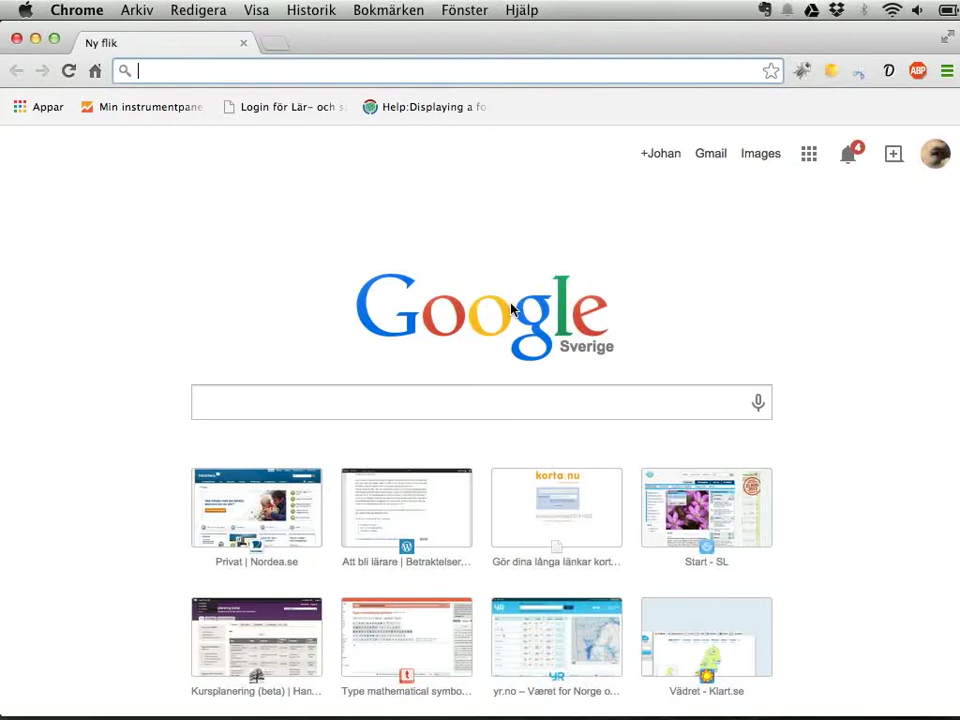 Chrome Arkiv Redigera Visa Historik Bokmärken Fönster Hjälp
Ny flik
Appar Min instrumentpane Login för Lär- och s Help:Displaying a fo
ABP
+Johan Gmail Images 4
Google
Sverige
korta.nu
Privat | Nordea.se Att bli lärare | Betraktelser... Gör dina långa länkar kort... Start - SL
Kursplanering (beta) | Han... Type mathematical symbo... yr.no – Været for Norge o... Vädret - Klart.se